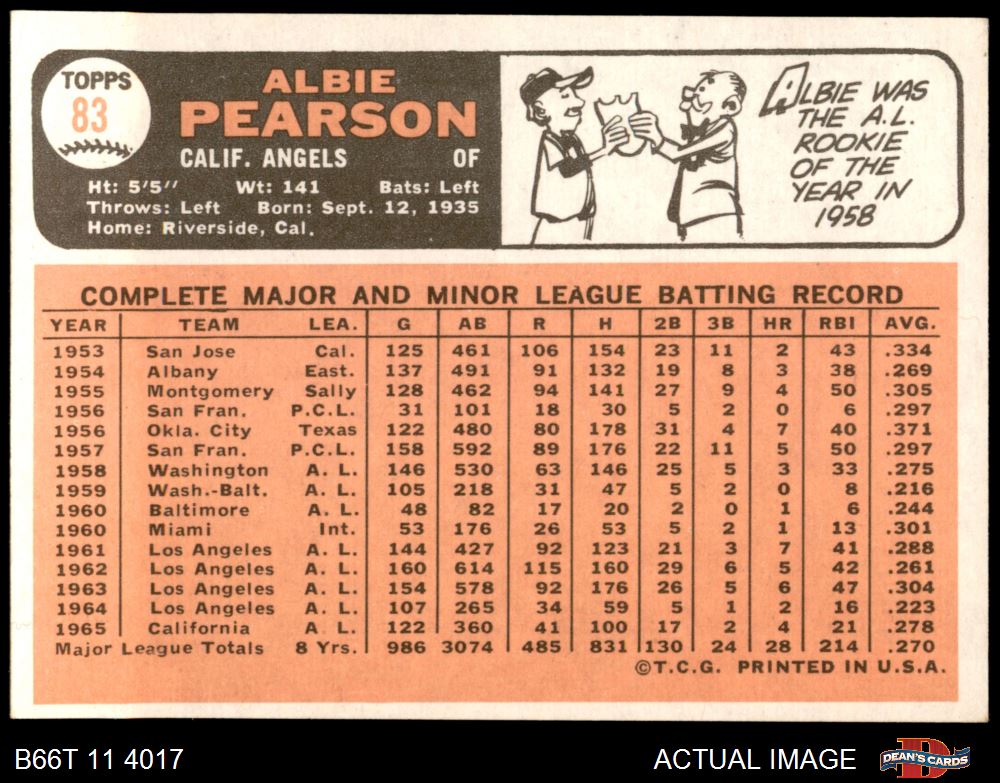 TOPPS
83
ALBIE
PEARSON
CALIF. ANGELS OF
Ht: 5'5'' Wt: 141 Bats: Left
Throws: Left Born: Sept. 12, 1935
Home: Riverside, Cal.
ALBIE WAS
THE A.L.
ROOKIE
OF THE
YEAR IN
1958
COMPLETE MAJOR AND MINOR LEAGUE BATTING RECORD
YEAR TEAM LEA. G AB R H 2B 3B HR RBI AVG.
1953 San Jose Cal. 125 461 106 154 23 11 2 43 .334
1954 Albany East. 137 491 91 132 19 8 3 38 .269
1955 Montgomery Sally 128 462 94 141 27 9 4 50 .305
1956 San Fran. P.C.L. 31 101 18 30 5 2 0 6 .297
1956 Okla. City Texas 122 480 80 178 31 4 7 40 .371
1957 San Fran. P.C.L. 158 592 89 176 22 11 5 50 .297
1958 Washington A. L. 146 530 63 146 25 5 3 33 .275
1959 Wash.-Balt. A. L. 105 218 31 47 5 2 0 8 .216
1960 Baltimore A. L. 48 82 17 20 2 0 1 6 .244
1960 Miami Int. 53 176 26 53 5 2 1 13 .301
1961 Los Angeles A. L. 144 427 92 123 21 3 7 41 .288
1962 Los Angeles A. L. 160 614 115 160 29 6 5 42 .261
1963 Los Angeles A. L. 154 578 92 176 26 5 6 47 .304
1964 Los Angeles A. L. 107 265 34 59 5 1 2 16 .223
1965 California A. L. 122 360 41 100 17 2 4 21 .278
Major League Totals 8 Yrs. 986 3074 485 831 130 24 28 214 .270
©T.C.G. PRINTED IN U.S.A.
B66T 11 4017 ACTUAL IMAGE DEAN'S CARDS